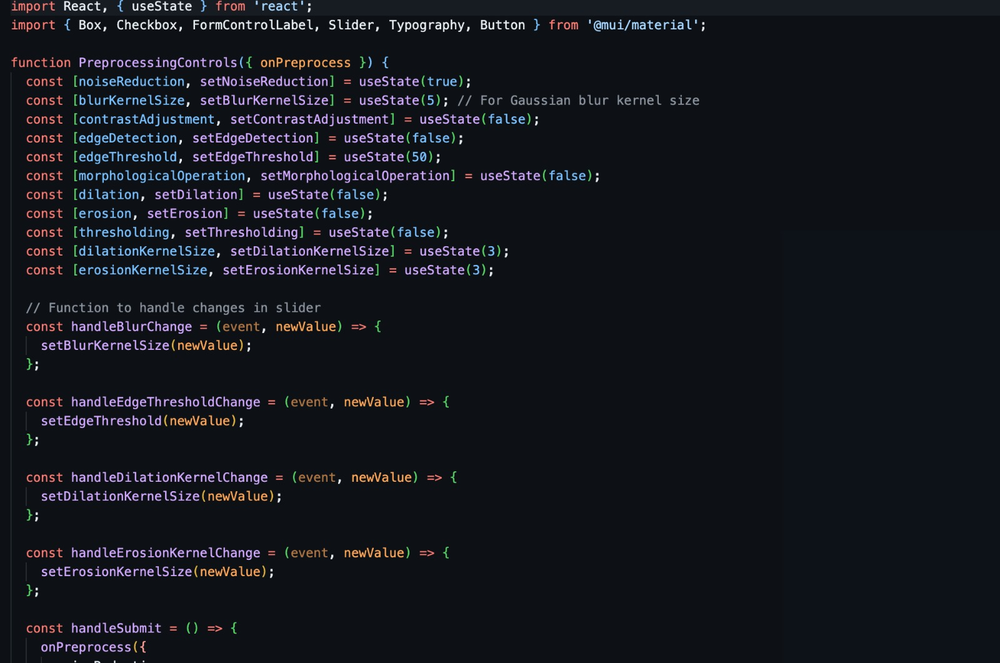 import React, { useState } from 'react';
import { Box, Checkbox, FormControlLabel, Slider, Typography, Button } from '@mui/material';

function PreprocessingControls({ onPreprocess }) {
  const [noiseReduction, setNoiseReduction] = useState(true);
  const [blurKernelSize, setBlurKernelSize] = useState(5); // For Gaussian blur kernel size
  const [contrastAdjustment, setContrastAdjustment] = useState(false);
  const [edgeDetection, setEdgeDetection] = useState(false);
  const [edgeThreshold, setEdgeThreshold] = useState(50);
  const [morphologicalOperation, setMorphologicalOperation] = useState(false);
  const [dilation, setDilation] = useState(false);
  const [erosion, setErosion] = useState(false);
  const [thresholding, setThresholding] = useState(false);
  const [dilationKernelSize, setDilationKernelSize] = useState(3);
  const [erosionKernelSize, setErosionKernelSize] = useState(3);

  // Function to handle changes in slider
  const handleBlurChange = (event, newValue) => {
    setBlurKernelSize(newValue);
  };

  const handleEdgeThresholdChange = (event, newValue) => {
    setEdgeThreshold(newValue);
  };

  const handleDilationKernelChange = (event, newValue) => {
    setDilationKernelSize(newValue);
  };

  const handleErosionKernelChange = (event, newValue) => {
    setErosionKernelSize(newValue);
  };

  const handleSubmit = () => {
    onPreprocess({